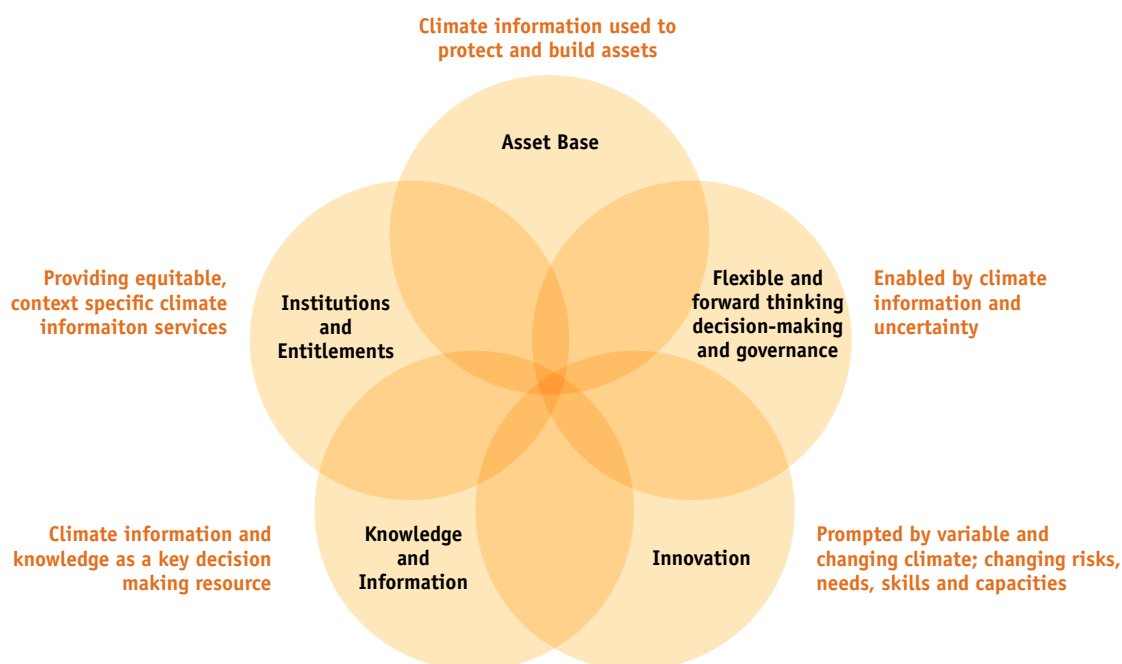 Climate information used to
protect and build assets
Asset Base
Providing equitable,
context specific climate
informaiton services
Institutions
and
Entitlements
Flexible and
forward thinking
decision-making
and governance
Enabled by climate
information and
uncertainty
Climate information and
knowledge as a key decision
making resource
Knowledge
and
Information
Innovation
Prompted by variable and
changing climate; changing risks,
needs, skills and capacities